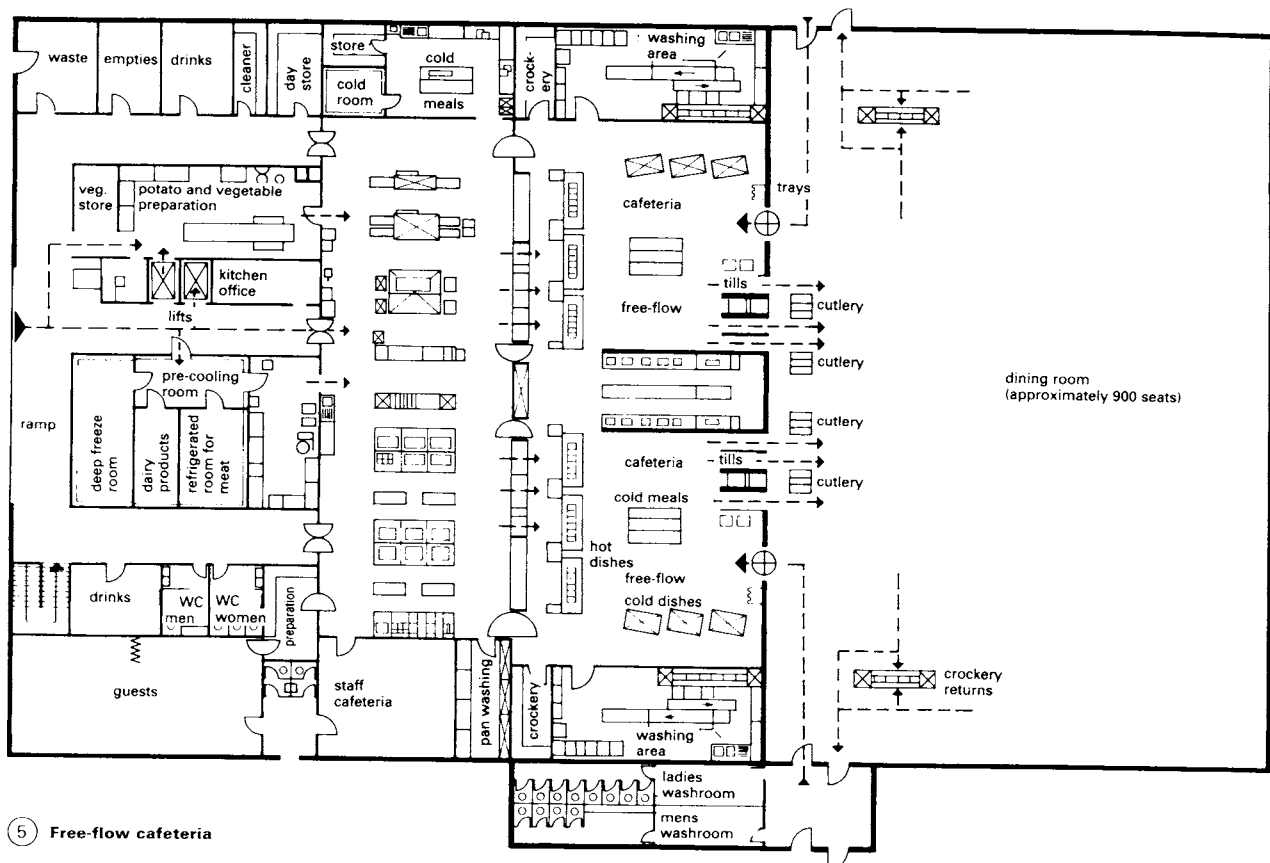 waste
empties
drinks
cleaner
day
store
store
cold
room
cold
meals
crock-
ery
washing
area
veg.
store
potato and vegetable
preparation
kitchen
office
lifts
cafeteria
trays
free-flow
tills
cutlery
cutlery
cutlery
cutlery
tills
ramp
deep freeze
room
pre-cooling
room
dairy
products
refrigerated
room for
meat
cafeteria
cold meals
hot
dishes
free-flow
cold dishes
dining room
(approximately 900 seats)
drinks
WC
men
WC
women
preparation
guests
staff
cafeteria
pan washing
crockery
washing
area
crockery
returns
ladies
washroom
mens
washroom
5 Free-flow cafeteria